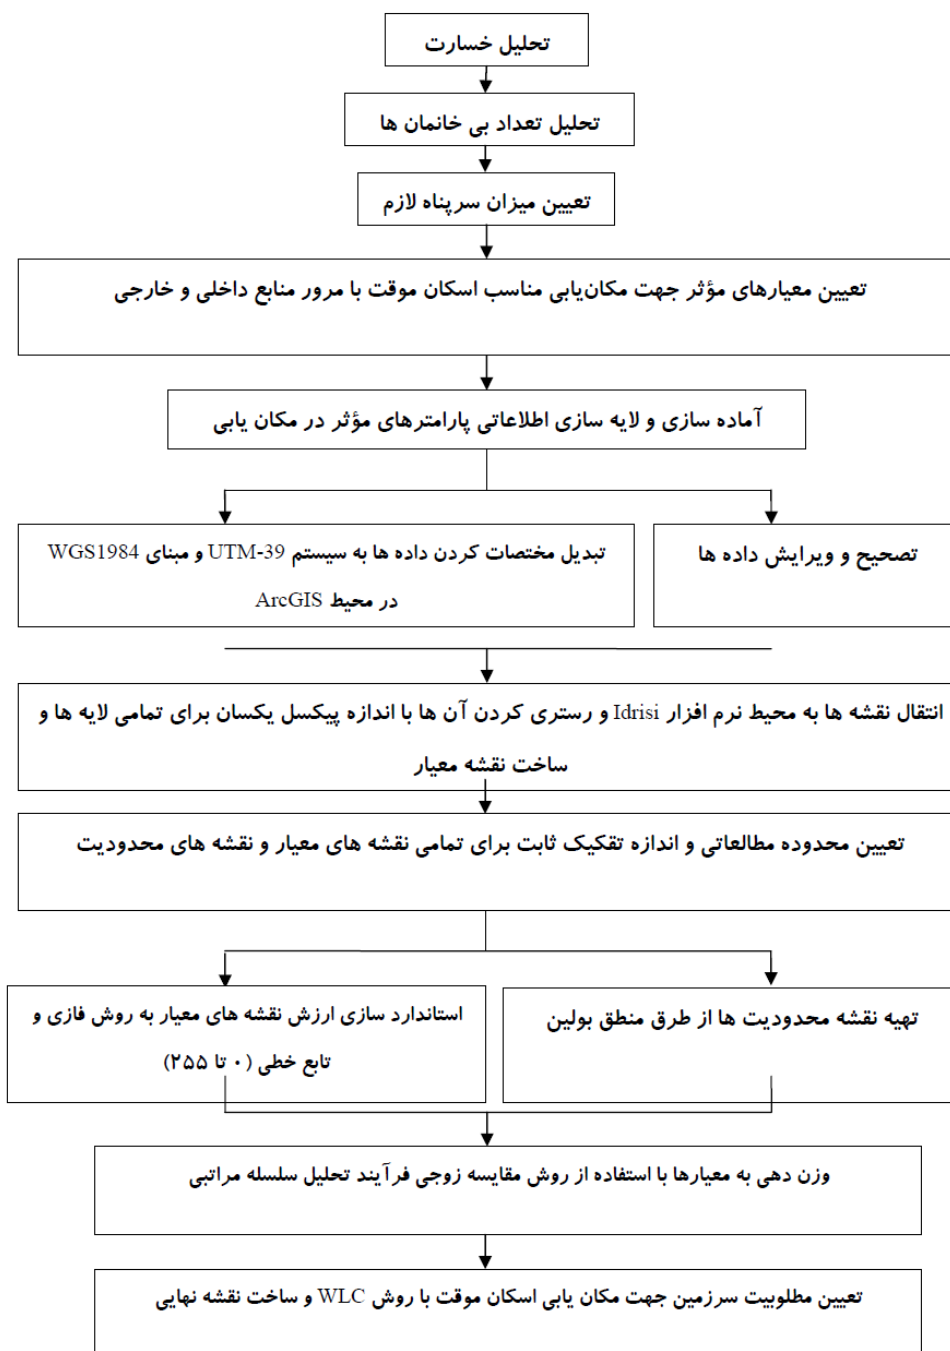 تحلیل خسارت
تحلیل تعداد بی خانمان ها
تعیین میزان سرپناه لازم
تعیین معیارهای مؤثر جهت مکان‌یابی مناسب اسکان موقت با مرور منابع داخلی و خارجی
آماده سازی و لایه سازی اطلاعاتی پارامترهای مؤثر در مکان یابی
تصحیح و ویرایش داده ها
تبدیل مختصات کردن داده ها به سیستم UTM-39 و مبنای WGS1984
در محیط ArcGIS
انتقال نقشه ها به محیط نرم افزار Idrisi و رستری کردن آن ها با اندازه پیکسل یکسان برای تمامی لایه ها و
ساخت نقشه معیار
تعیین محدوده مطالعاتی و اندازه تفکیک ثابت برای تمامی نقشه های معیار و نقشه های محدودیت
تهیه نقشه محدودیت ها از طرق منطق بولین
استاندارد سازی ارزش نقشه های معیار به روش فازی و
تابع خطی (۰ تا ۲۵۵)
وزن دهی به معیارها با استفاده از روش مقایسه زوجی فرآیند تحلیل سلسله مراتبی
تعیین مطلوبیت سرزمین جهت مکان یابی اسکان موقت با روش WLC و ساخت نقشه نهایی